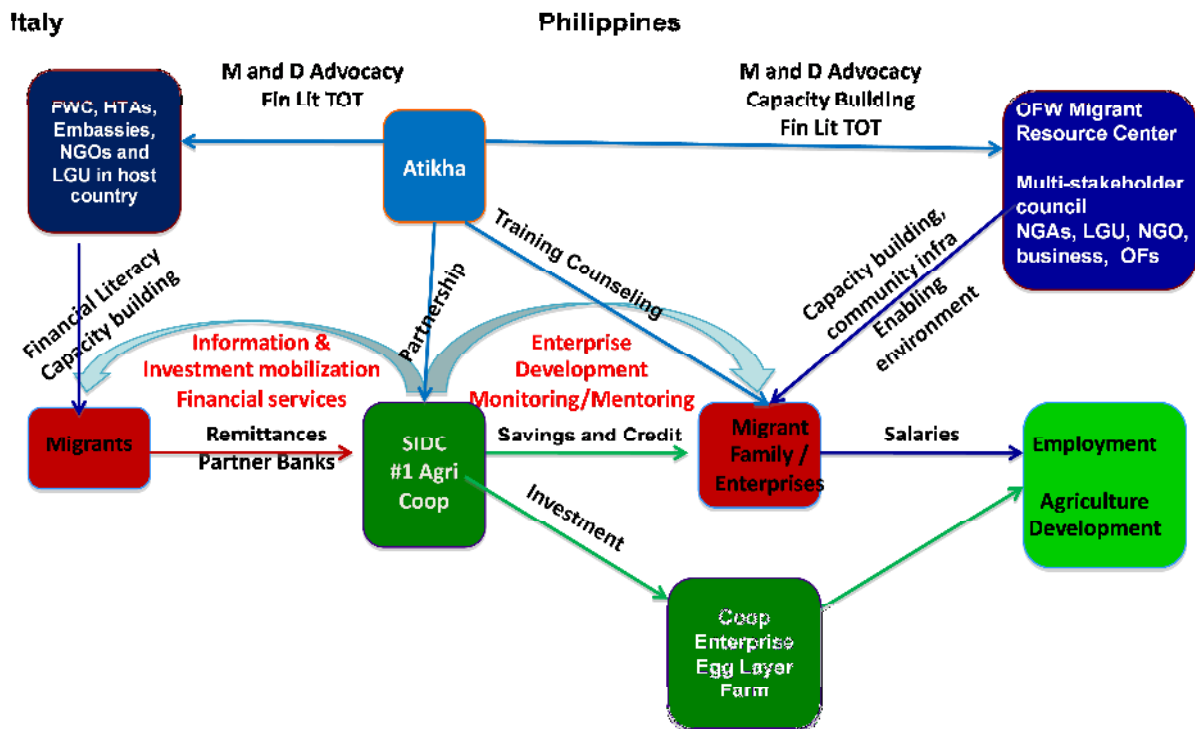 Italy
Philippines
M and D Advocacy
Fin Lit TOT
M and D Advocacy
Capacity Building
Fin Lit TOT
FWC, HTAs,
Embassies,
NGOs and
LGU in host
country
Atikha
OFW Migrant
Resource Center
Multi-stakeholder
council
NGAs, LGU, NGO,
business, OFs
Financial Literacy
Capacity building
Partnership
Training Counseling
Capacity building,
community infra
Enabling
environment
Information &
Investment mobilization
Financial services
Enterprise
Development
Monitoring/Mentoring
Migrants
Remittances
Partner Banks
SIDC
#1 Agri
Coop
Savings and Credit
Migrant
Family /
Enterprises
Salaries
Employment
Agriculture
Development
Investment
Coop
Enterprise
Egg Layer
Farm